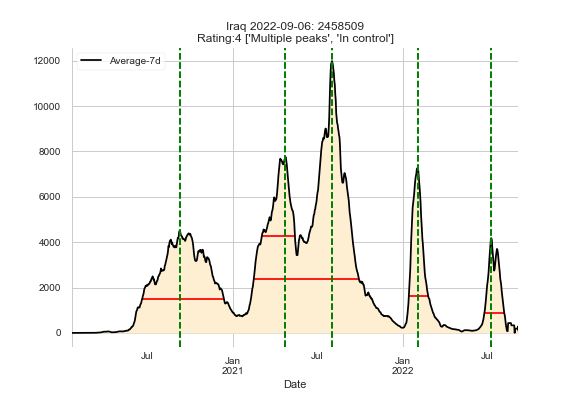 Iraq 2022-09-06: 2458509
Rating:4 ['Multiple peaks', 'In control']
Average-7d
12000
10000
8000
6000
4000
2000
0
Jul
Jan
2021
Jul
Jan
2022
Jul
Date